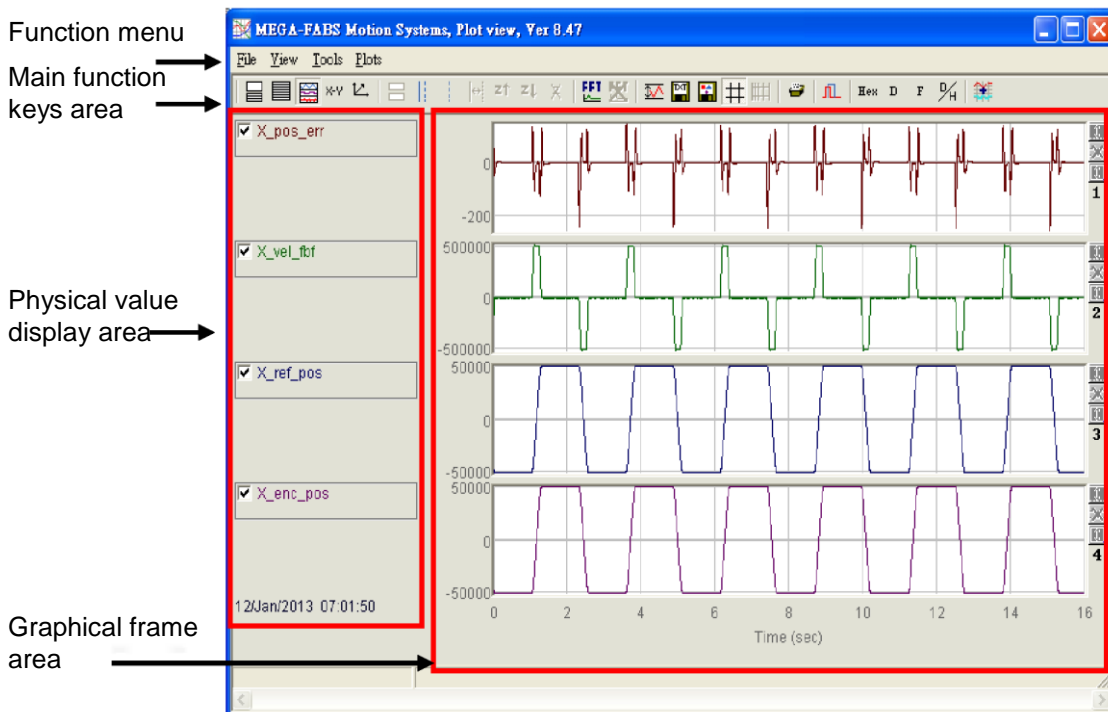 Function menu
Main function
keys area
Physical value
display area
Graphical frame
area
MEGA-FABS Motion Systems, Plot view, Ver 8.47
File View Tools Plots
X-Y z↑ z↓ FFT TXT Hex D F D/H
X_pos_err
0
-200
1
X_vel_fbf
500000
0
-500000
2
X_ref_pos
50000
0
-50000
3
X_enc_pos
50000
0
-50000
4
12/Jan/2013 07:01:50
0 2 4 6 8 10 12 14 16
Time (sec)